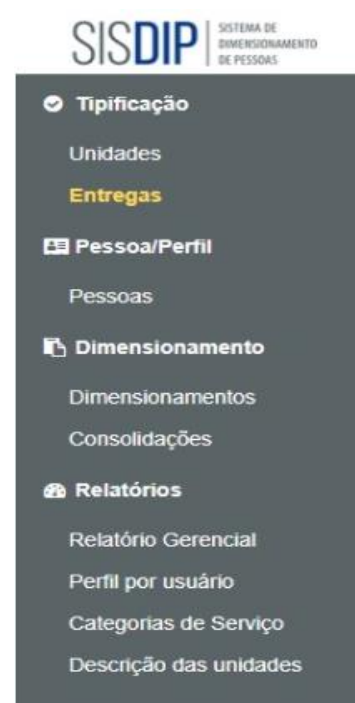 SISDIP
SISTEMA DE
DIMENSIONAMENTO
DE PESSOAS
Tipificação
Unidades
Entregas
Pessoa/Perfil
Pessoas
Dimensionamento
Dimensionamentos
Consolidações
Relatórios
Relatório Gerencial
Perfil por usuário
Categorias de Serviço
Descrição das unidades